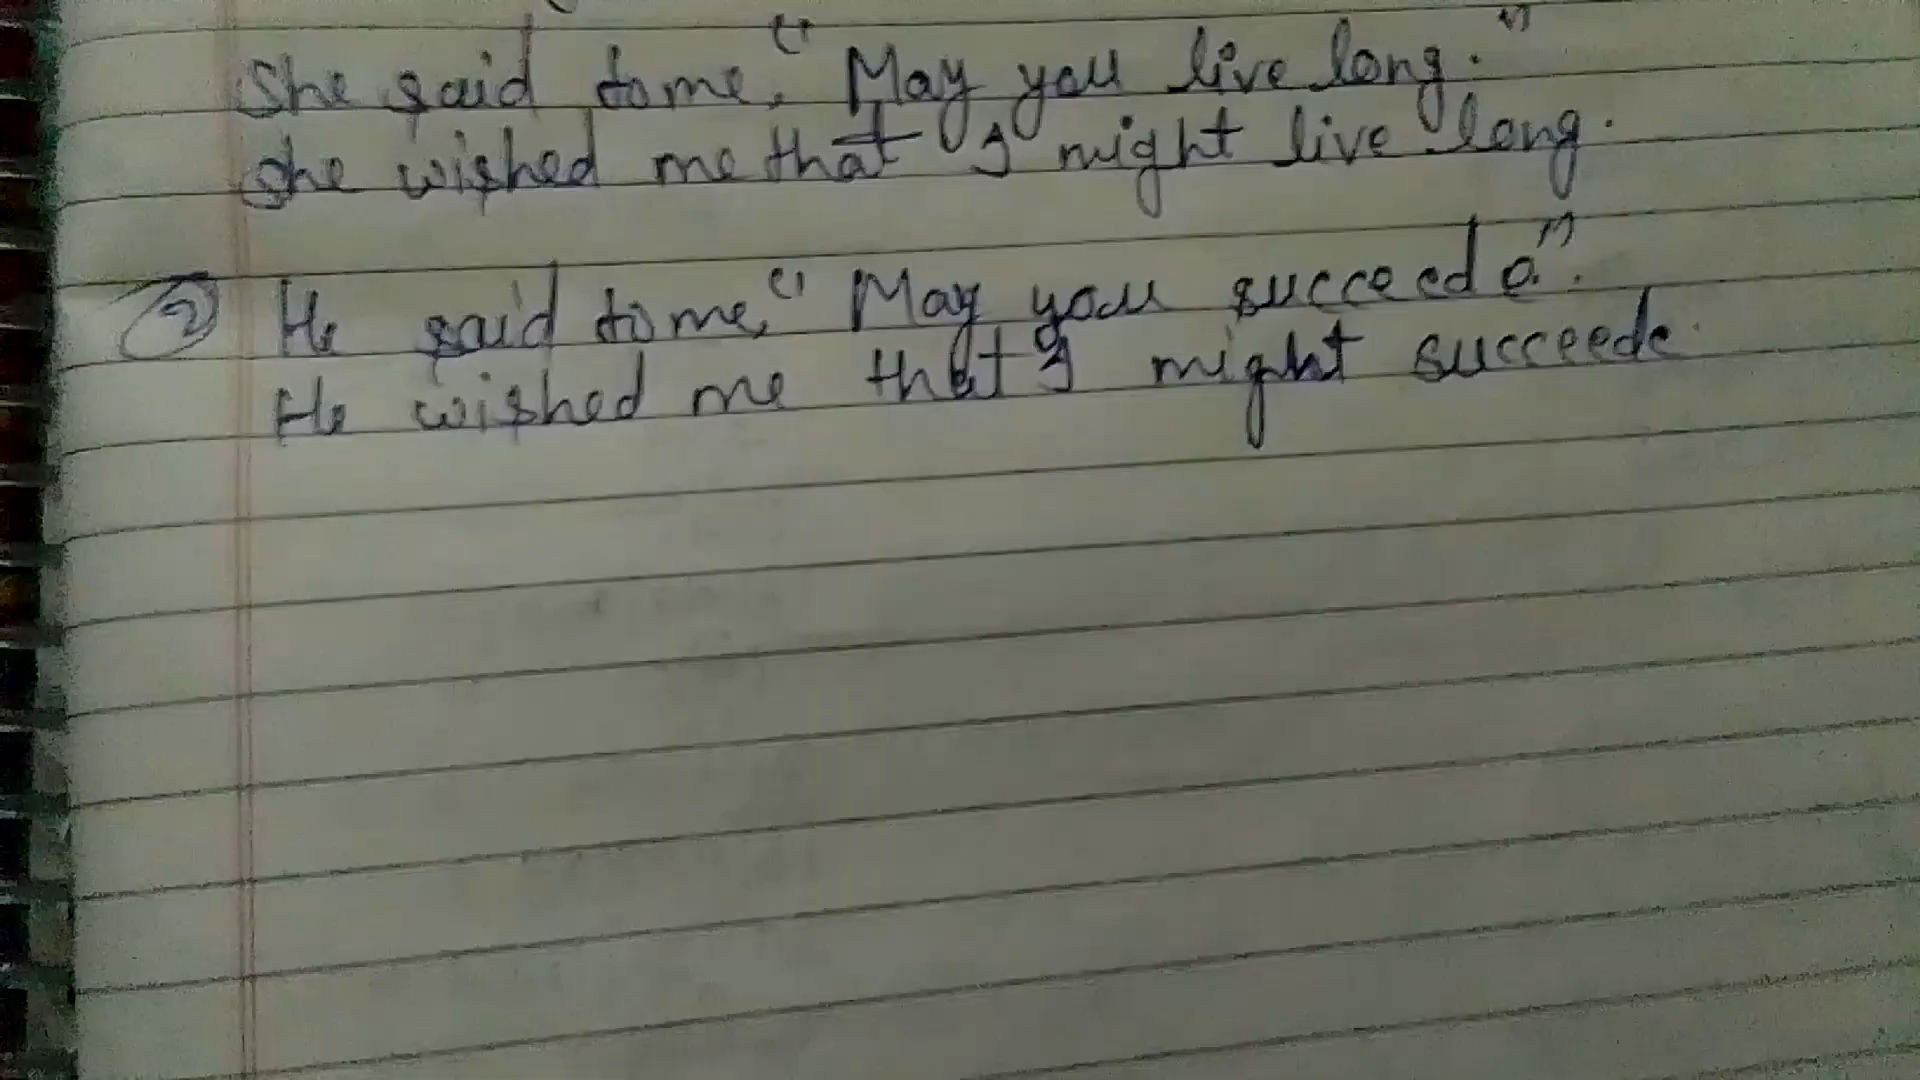 She said to me, "May you live long."
She wished me that I might live long.
② He said to me, "May you succeede".
He wished me that I might succeede.